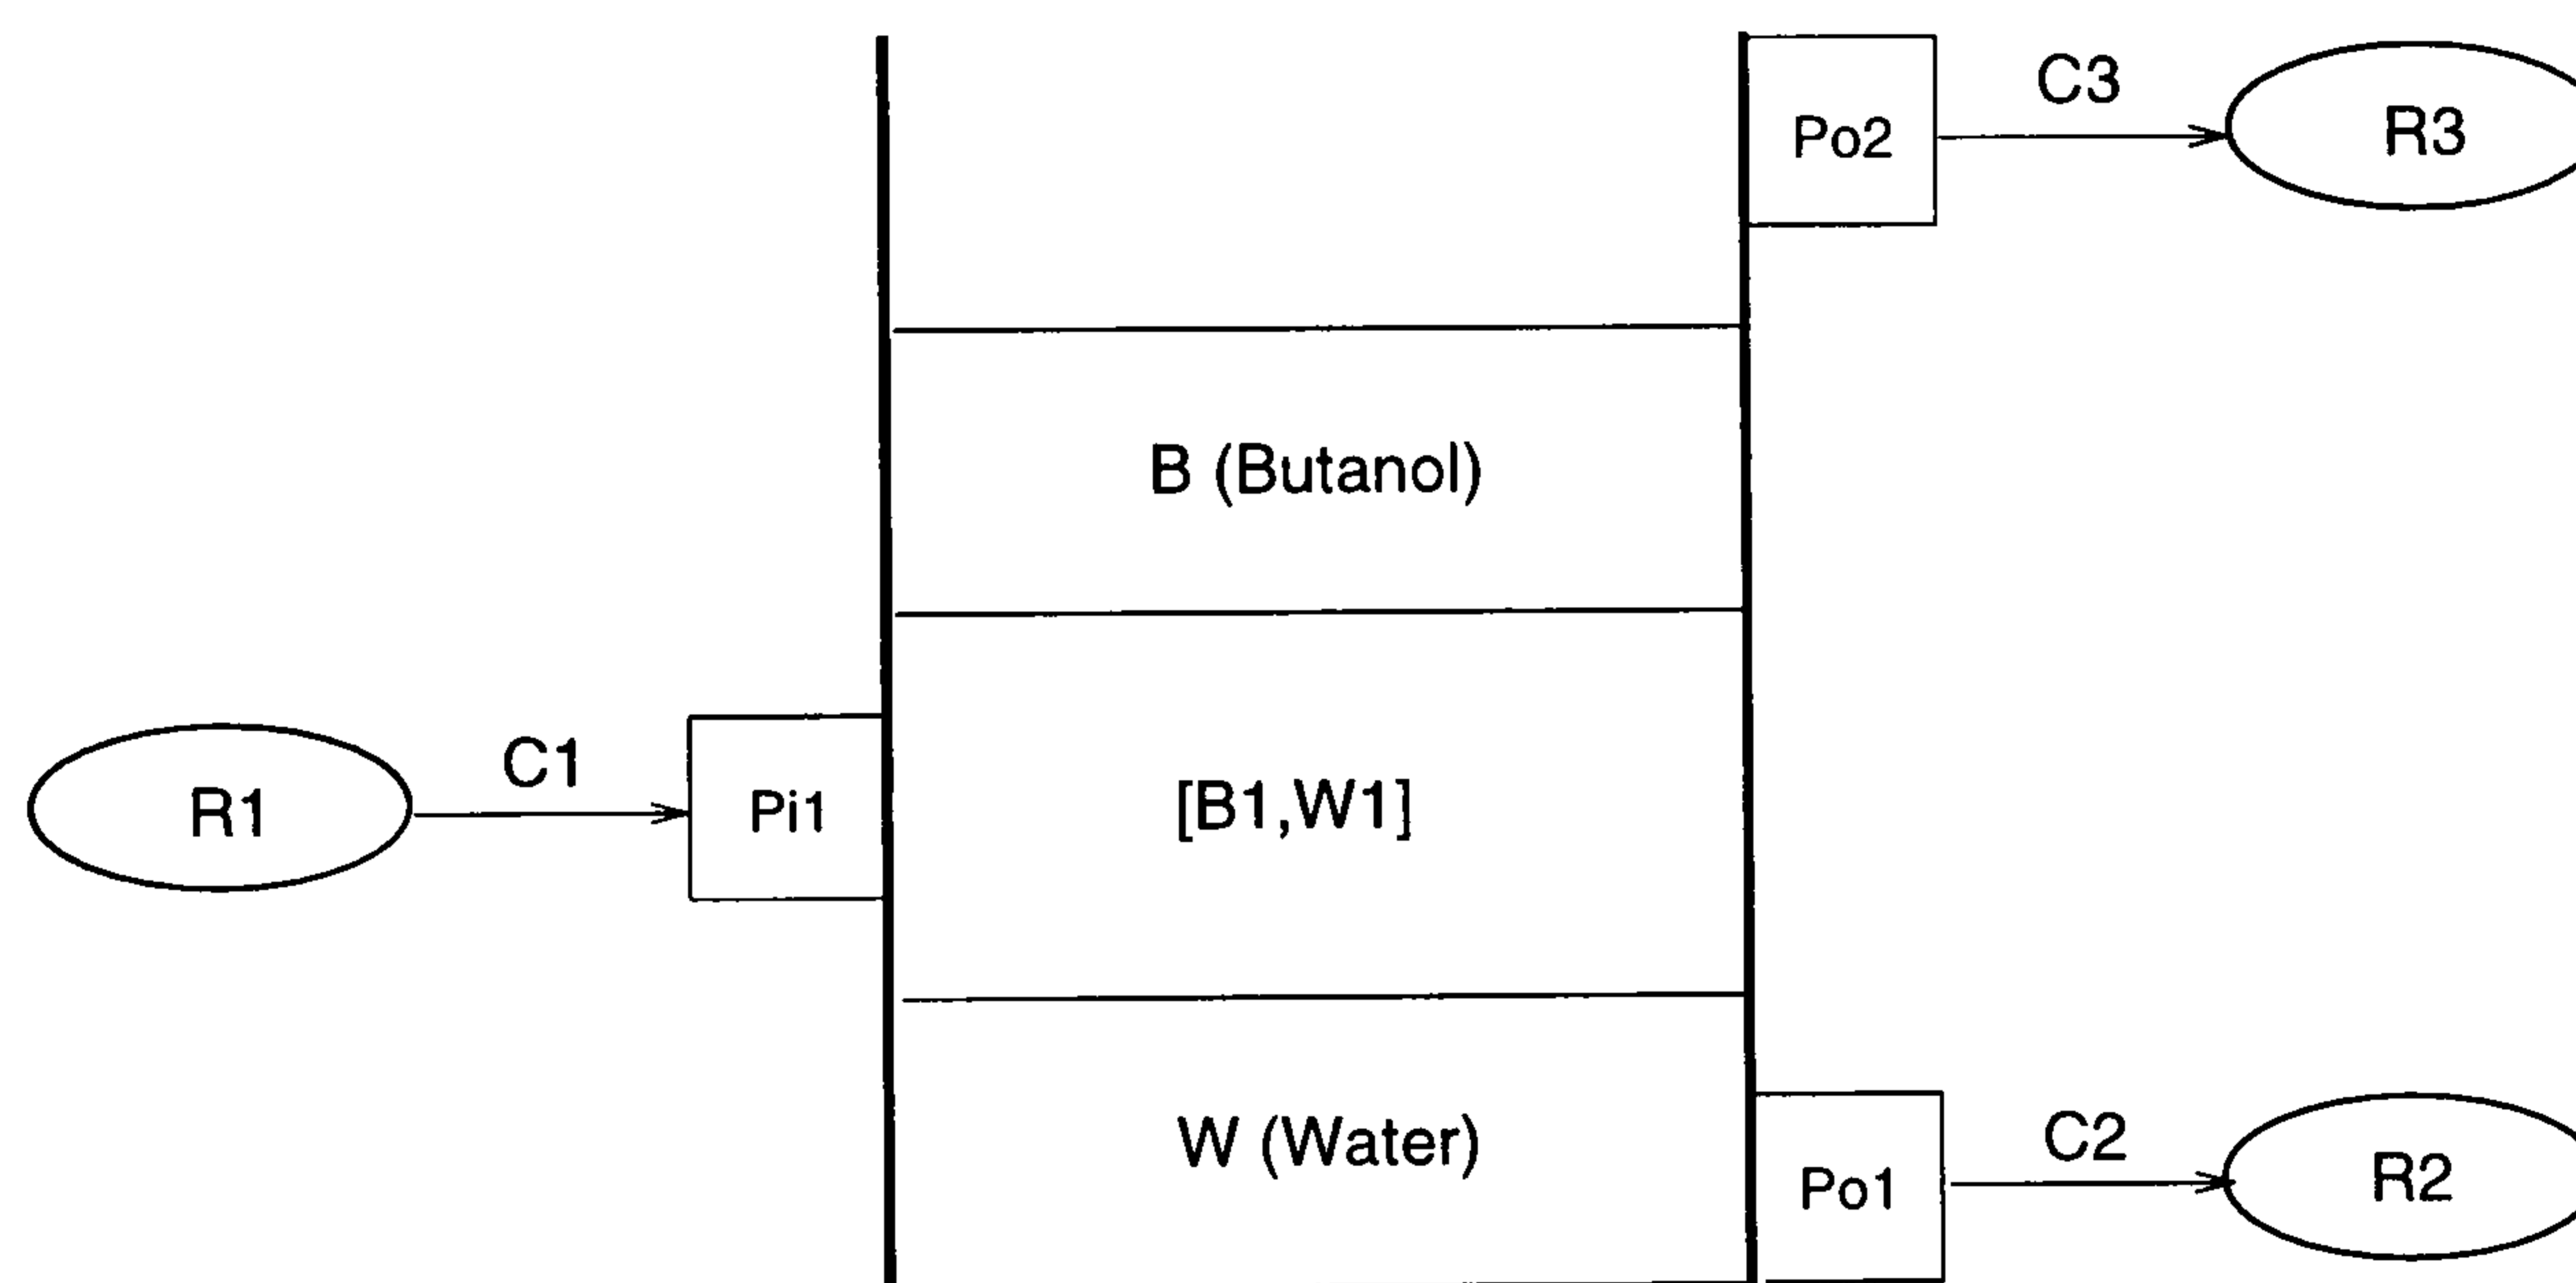 C3
Po2
R3
B (Butanol)
C1
R1
Pi1
[B1,W1]
W (Water)
C2
Po1
R2